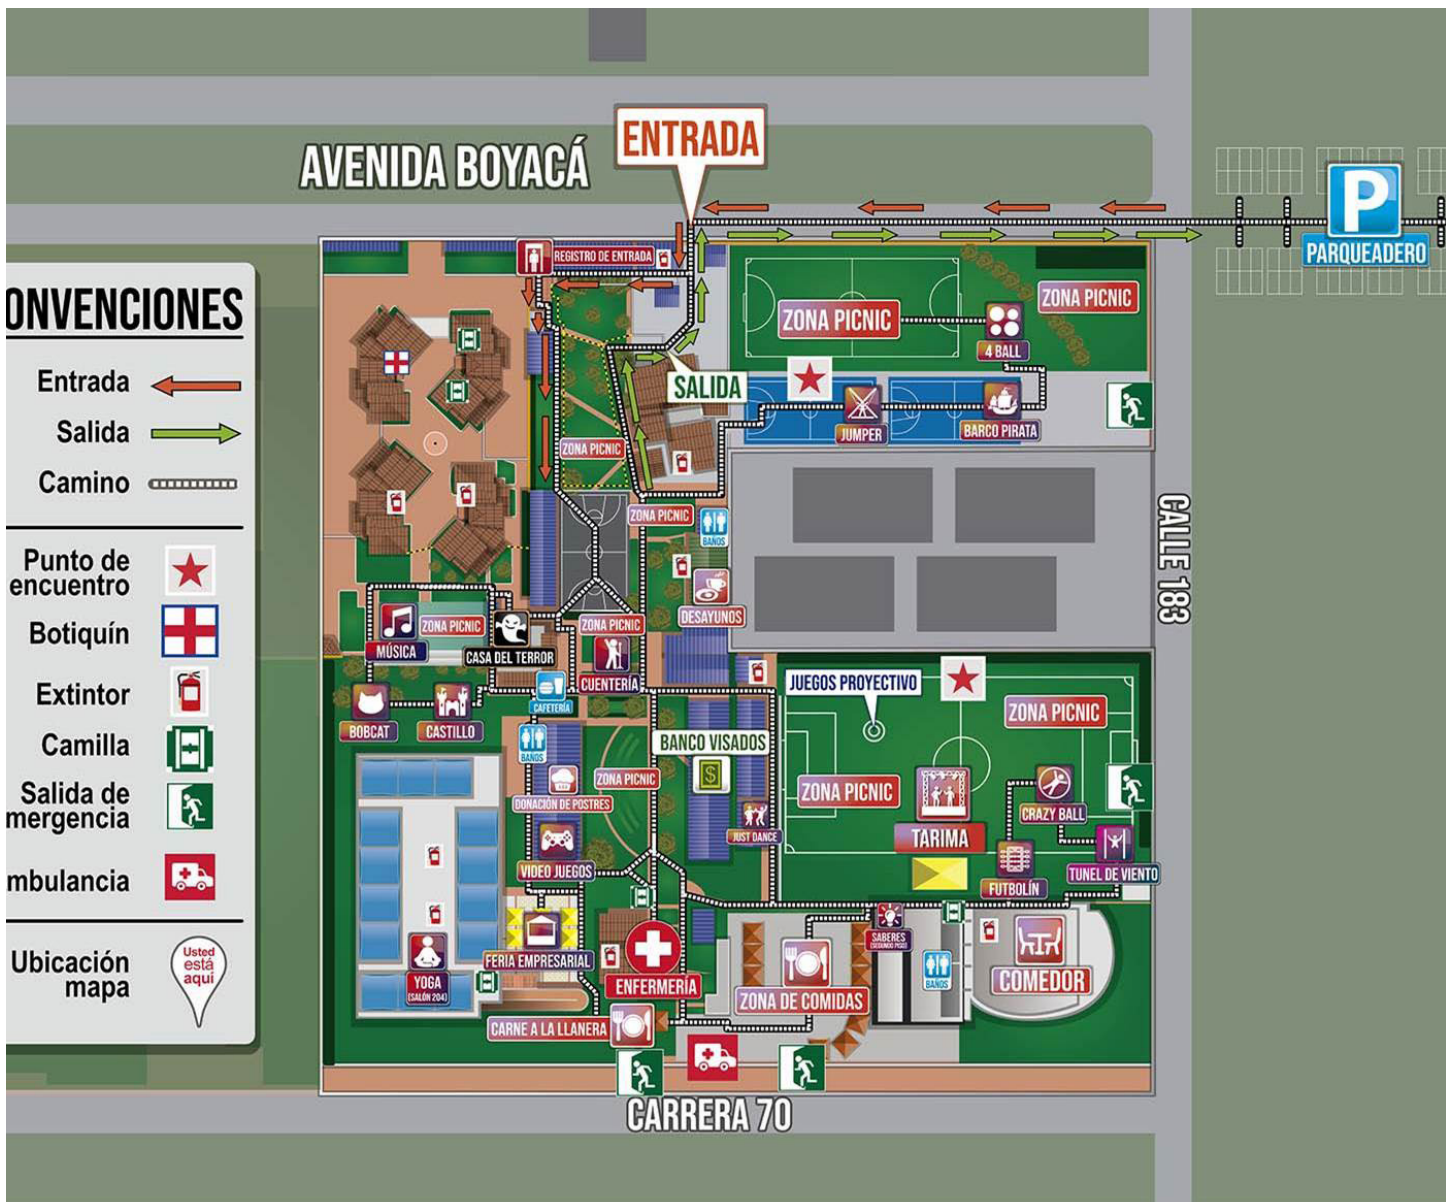 AVENIDA BOYACÁ
ENTRADA
P
PARQUEADERO
ONVENCIONES
Entrada
Salida
Camino
Punto de
encuentro
Botiquín
Extintor
Camilla
Salida de
mergencia
mbulancia
Ubicación
mapa
Usted
está
aquí
REGISTRO DE ENTRADA
ZONA PICNIC
ZONA PICNIC
4 BALL
SALIDA
JUMPER
BARCO PIRATA
ZONA PICNIC
ZONA PICNIC
BAÑOS
DESAYUNOS
CALLE 183
MÚSICA
ZONA PICNIC
CASA DEL TERROR
ZONA PICNIC
CUENTERÍA
BOBCAT
CASTILLO
CAFETERÍA
JUEGOS PROYECTIVO
ZONA PICNIC
BAÑOS
BANCO VISADOS
$
ZONA PICNIC
DONACIÓN DE POSTRES
ZONA PICNIC
CRAZY BALL
TARIMA
JUST DANCE
VIDEO JUEGOS
FUTBOLÍN
TUNEL DE VIENTO
SABERES
(SEGUNDO PISO)
FERIA EMPRESARIAL
YOGA
(SALÓN 204)
ENFERMERÍA
ZONA DE COMIDAS
BAÑOS
COMEDOR
CARNE A LA LLANERA
CARRERA 70